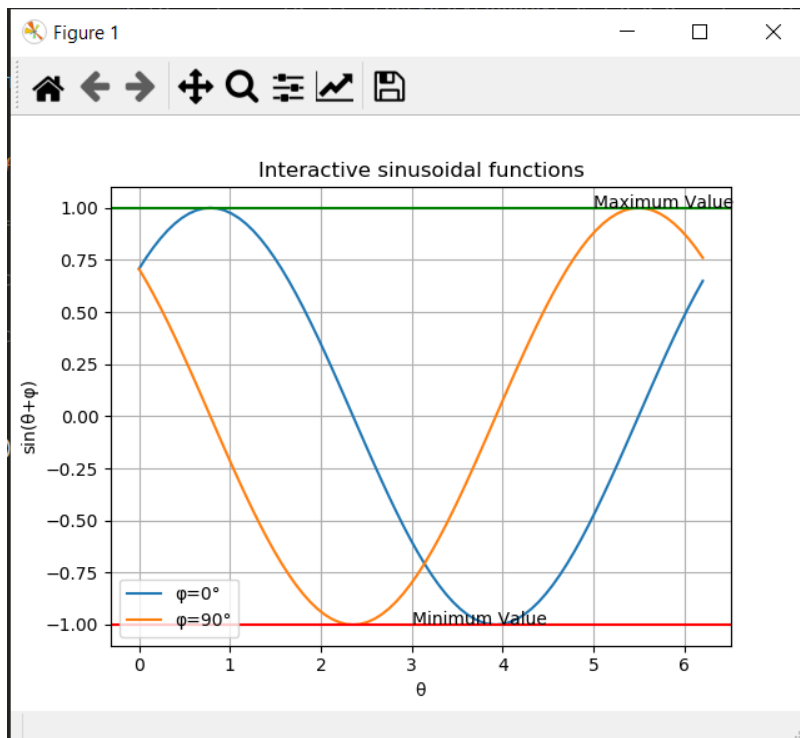 Figure 1
Interactive sinusoidal functions
Maximum Value
1.00
0.75
0.50
0.25
0.00
−0.25
−0.50
−0.75
−1.00
sin(θ+φ)
φ=0°
φ=90°
Minimum Value
0 1 2 3 4 5 6
θ